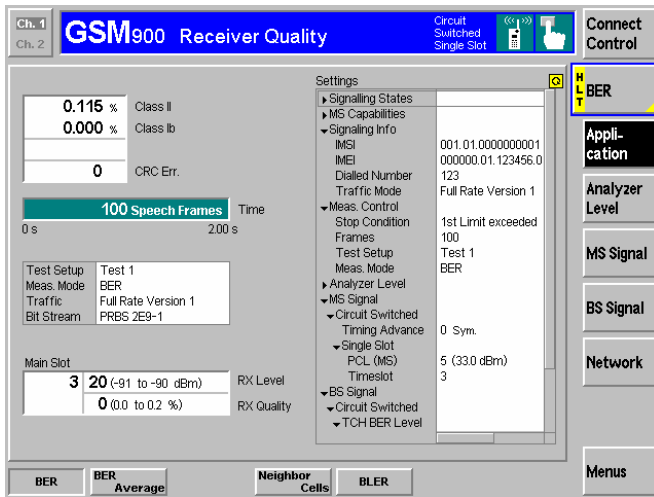 Ch. 1
Ch. 2
GSM900 Receiver Quality
Circuit
Switched
Single Slot
Connect
Control
0.115 % Class II
0.000 % Class Ib
0 CRC Err.
100 Speech Frames Time
0 s 2.00 s
Test Setup Test 1
Meas. Mode BER
Traffic Full Rate Version 1
Bit Stream PRBS 2E9-1
Main Slot
3 20 (-91 to -90 dBm) RX Level
0 (0.0 to 0.2 %) RX Quality
Settings
Signalling States
MS Capabilities
Signaling Info
IMSI 001.01.0000000001
IMEI 000000.01.123456.0
Dialled Number 123
Traffic Mode Full Rate Version 1
Meas. Control
Stop Condition 1st Limit exceeded
Frames 100
Test Setup Test 1
Meas. Mode BER
Analyzer Level
MS Signal
Circuit Switched
Timing Advance 0 Sym.
Single Slot
PCL (MS) 5 (33.0 dBm)
Timeslot 3
BS Signal
Circuit Switched
TCH BER Level
HLT
BER
Appli-
cation
Analyzer
Level
MS Signal
BS Signal
Network
Menus
BER
BER
Average
Neighbor
Cells
BLER